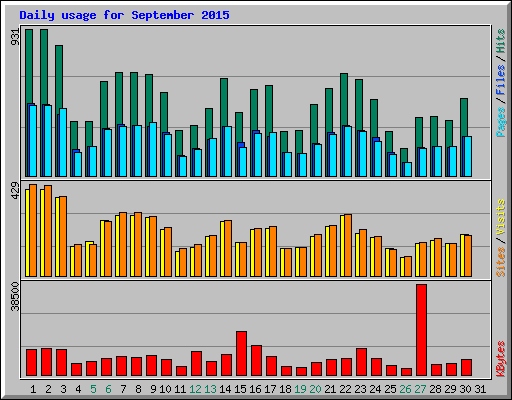 Daily usage for September 2015
931
Pages / Files / Hits
429
Sites / Visits
38500
KBytes
1 2 3 4 5 6 7 8 9 10 11 12 13 14 15 16 17 18 19 20 21 22 23 24 25 26 27 28 29 30 31